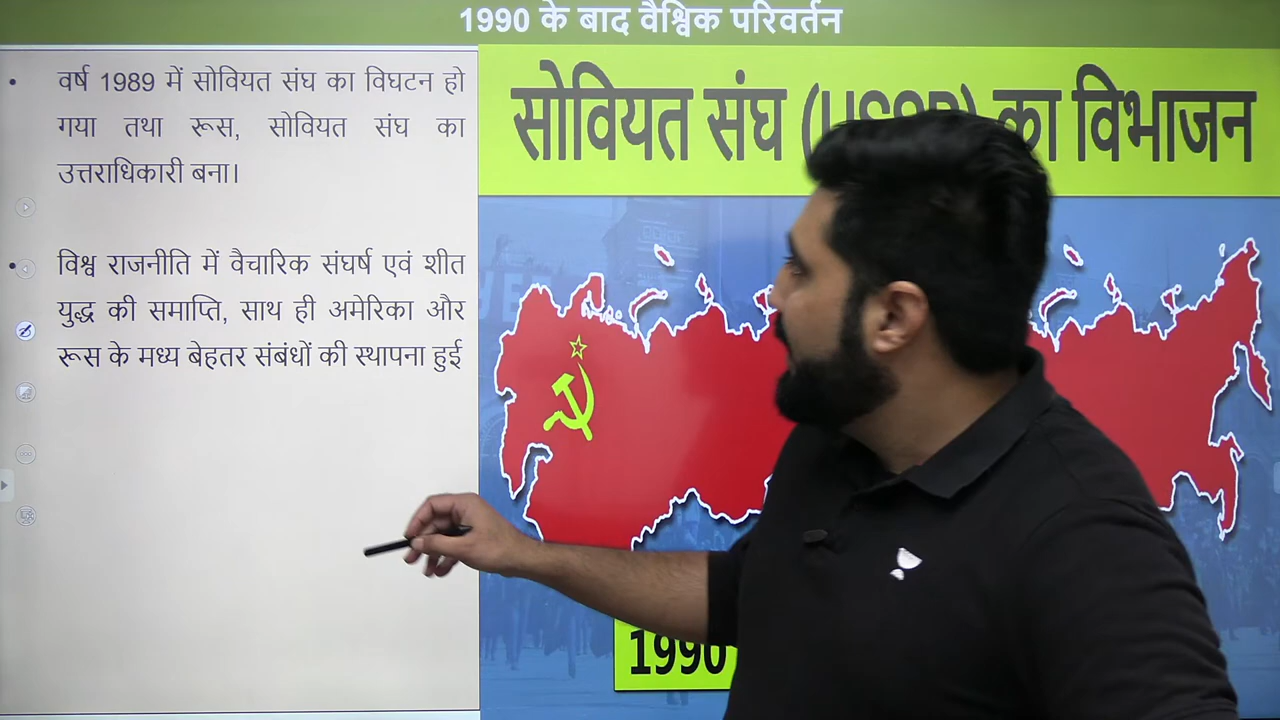 1990 के बाद वैश्विक परिवर्तन
• वर्ष 1989 में सोवियत संघ का विघटन हो
गया तथा रूस, सोवियत संघ का
उत्तराधिकारी बना।
• विश्व राजनीति में वैचारिक संघर्ष एवं शीत
युद्ध की समाप्ति, साथ ही अमेरिका और
रूस के मध्य बेहतर संबंधों की स्थापना हुई
सोवियत संघ का विभाजन
1990